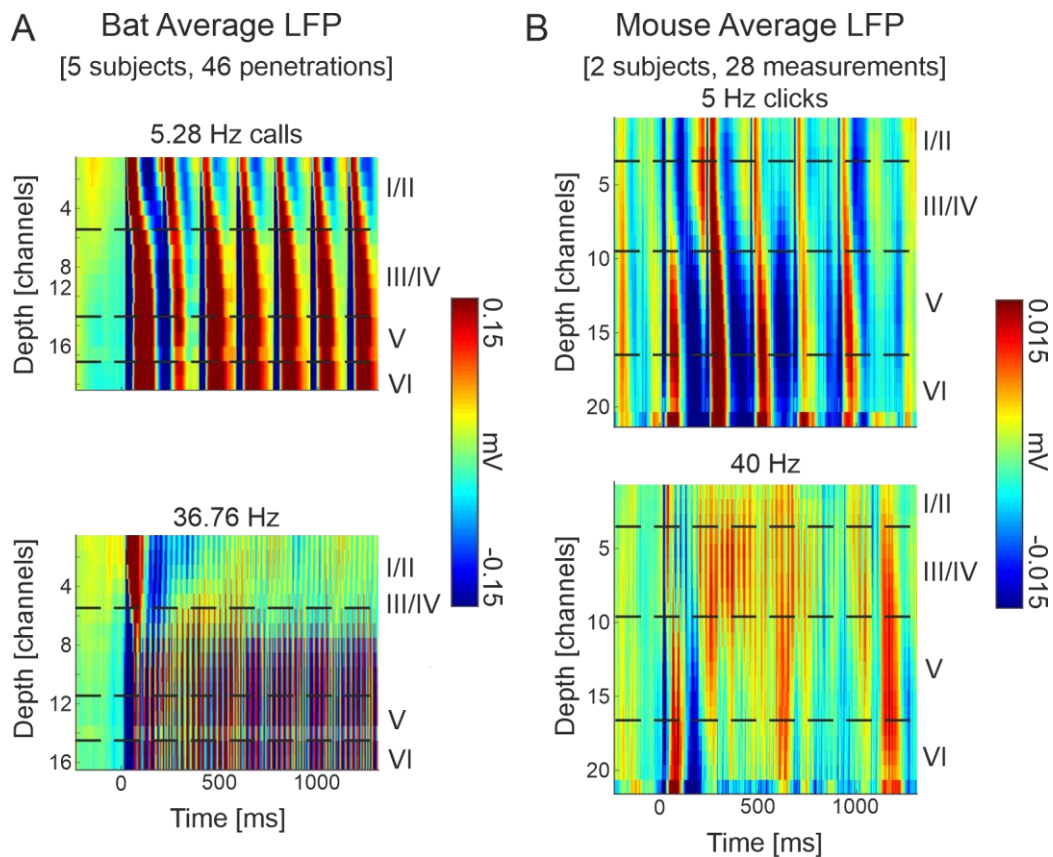 A Bat Average LFP
[5 subjects, 46 penetrations]
5.28 Hz calls
Depth [channels]
4
8
12
16
I/II
III/IV
V
VI
0.15
mV
-0.15
36.76 Hz
Depth [channels]
4
8
12
16
I/II
III/IV
V
VI
0
500
1000
Time [ms]
B Mouse Average LFP
[2 subjects, 28 measurements]
5 Hz clicks
Depth [channels]
5
10
15
20
I/II
III/IV
V
VI
0.015
mV
-0.015
40 Hz
Depth [channels]
5
10
15
20
I/II
III/IV
V
VI
0
500
1000
Time [ms]